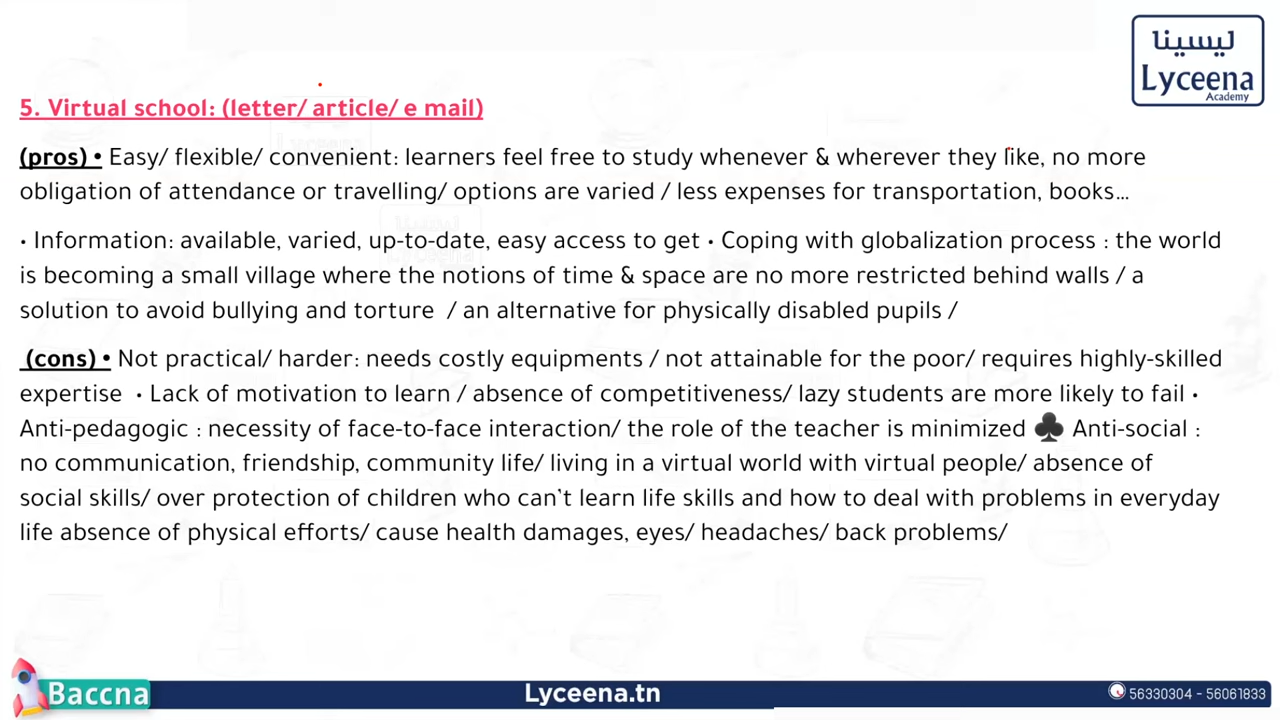 ليسينا
Lyceena
Academy
5. Virtual school: (letter/ article/ e mail)
(pros) • Easy/ flexible/ convenient: learners feel free to study whenever & wherever they like, no more
obligation of attendance or travelling/ options are varied / less expenses for transportation, books…
• Information: available, varied, up-to-date, easy access to get • Coping with globalization process : the world
is becoming a small village where the notions of time & space are no more restricted behind walls / a
solution to avoid bullying and torture / an alternative for physically disabled pupils /
(cons) • Not practical/ harder: needs costly equipments / not attainable for the poor/ requires highly-skilled
expertise • Lack of motivation to learn / absence of competitiveness/ lazy students are more likely to fail •
Anti-pedagogic : necessity of face-to-face interaction/ the role of the teacher is minimized ♣ Anti-social :
no communication, friendship, community life/ living in a virtual world with virtual people/ absence of
social skills/ over protection of children who can't learn life skills and how to deal with problems in everyday
life absence of physical efforts/ cause health damages, eyes/ headaches/ back problems/
Baccna
Lyceena.tn
56330304 - 56061833